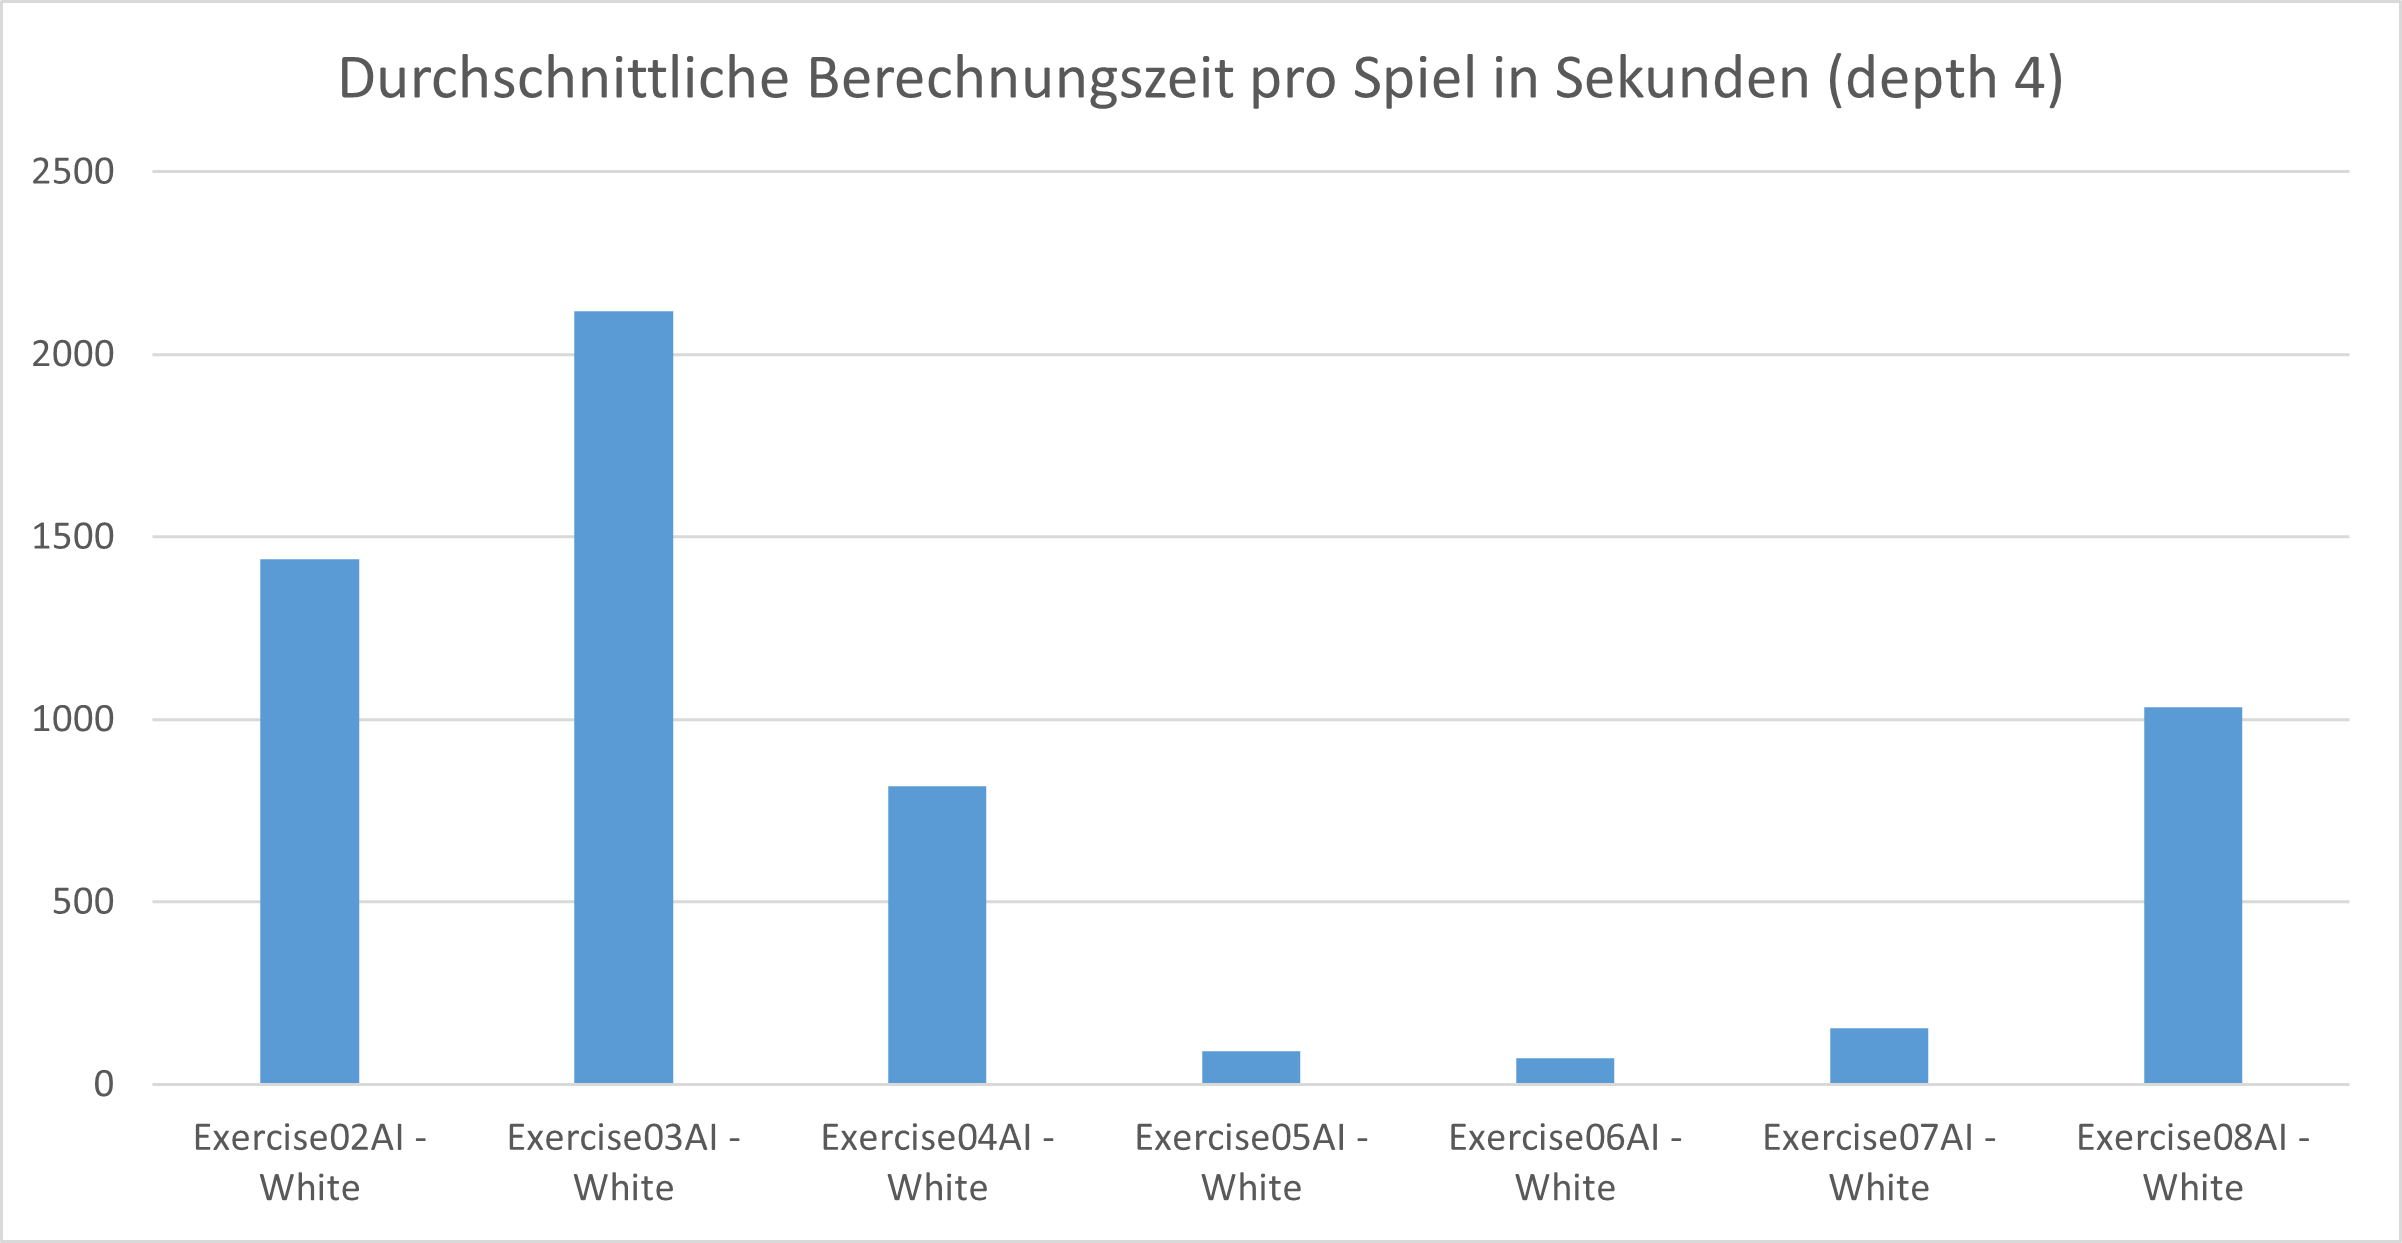 Durchschnittliche Berechnungszeit pro Spiel in Sekunden (depth 4)
2500
2000
1500
1000
500
0
Exercise02AI -
White
Exercise03AI -
White
Exercise04AI -
White
Exercise05AI -
White
Exercise06AI -
White
Exercise07AI -
White
Exercise08AI -
White